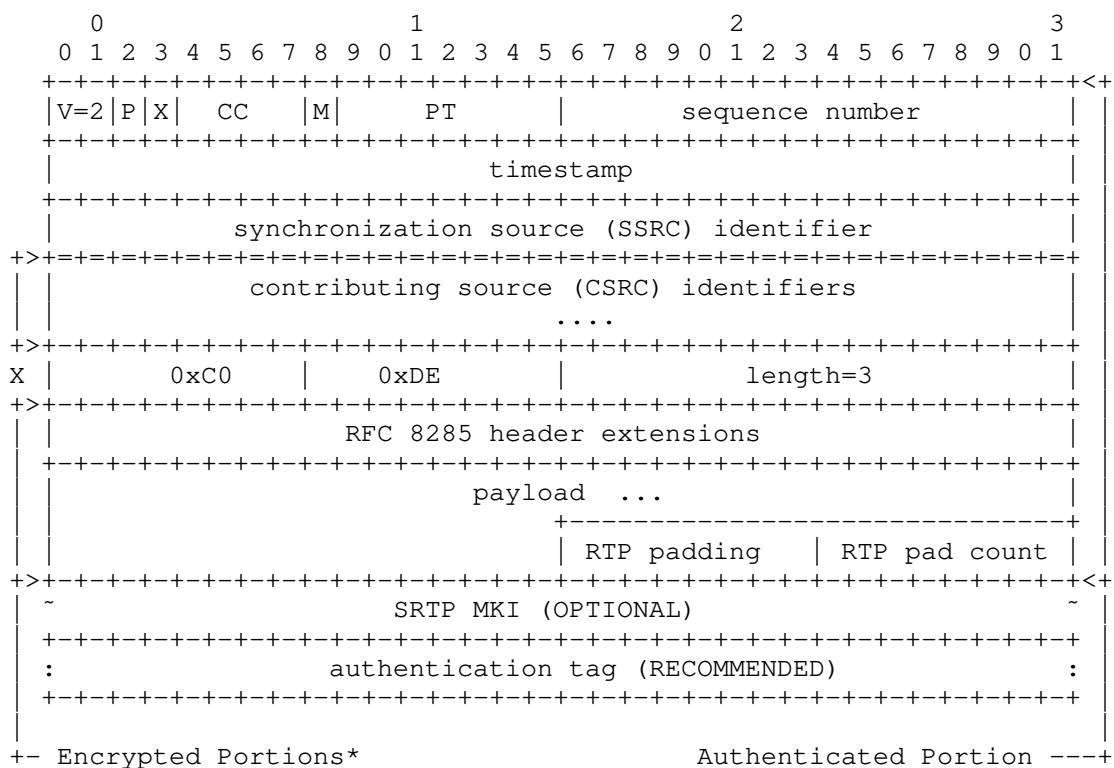 0                   1                   2                   3
    0 1 2 3 4 5 6 7 8 9 0 1 2 3 4 5 6 7 8 9 0 1 2 3 4 5 6 7 8 9 0 1
  +-+-+-+-+-+-+-+-+-+-+-+-+-+-+-+-+-+-+-+-+-+-+-+-+-+-+-+-+-+-+-+-+<+
  |V=2|P|X|  CC   |M|     PT      |       sequence number         | |
  +-+-+-+-+-+-+-+-+-+-+-+-+-+-+-+-+-+-+-+-+-+-+-+-+-+-+-+-+-+-+-+-+ |
  |                           timestamp                           | |
  +-+-+-+-+-+-+-+-+-+-+-+-+-+-+-+-+-+-+-+-+-+-+-+-+-+-+-+-+-+-+-+-+ |
  |           synchronization source (SSRC) identifier            | |
+>+=+=+=+=+=+=+=+=+=+=+=+=+=+=+=+=+=+=+=+=+=+=+=+=+=+=+=+=+=+=+=+=+ |
| |            contributing source (CSRC) identifiers             | |
| |                               ....                            | |
+>+-+-+-+-+-+-+-+-+-+-+-+-+-+-+-+-+-+-+-+-+-+-+-+-+-+-+-+-+-+-+-+-+ |
X |       0xC0    |    0xDE       |           length=3            | |
+>+-+-+-+-+-+-+-+-+-+-+-+-+-+-+-+-+-+-+-+-+-+-+-+-+-+-+-+-+-+-+-+-+ |
| |                  RFC 8285 header extensions                   | |
| +-+-+-+-+-+-+-+-+-+-+-+-+-+-+-+-+-+-+-+-+-+-+-+-+-+-+-+-+-+-+-+-+ |
| |                          payload  ...                         | |
| |                               +-------------------------------+ |
| |                               | RTP padding   | RTP pad count | |
+>+-+-+-+-+-+-+-+-+-+-+-+-+-+-+-+-+-+-+-+-+-+-+-+-+-+-+-+-+-+-+-+-+<+
| ~                     SRTP MKI (OPTIONAL)                       ~ |
| +-+-+-+-+-+-+-+-+-+-+-+-+-+-+-+-+-+-+-+-+-+-+-+-+-+-+-+-+-+-+-+-+ |
| :                 authentication tag (RECOMMENDED)              : |
| +-+-+-+-+-+-+-+-+-+-+-+-+-+-+-+-+-+-+-+-+-+-+-+-+-+-+-+-+-+-+-+-+ |
|                                                                   |
+- Encrypted Portions*                     Authenticated Portion ---+